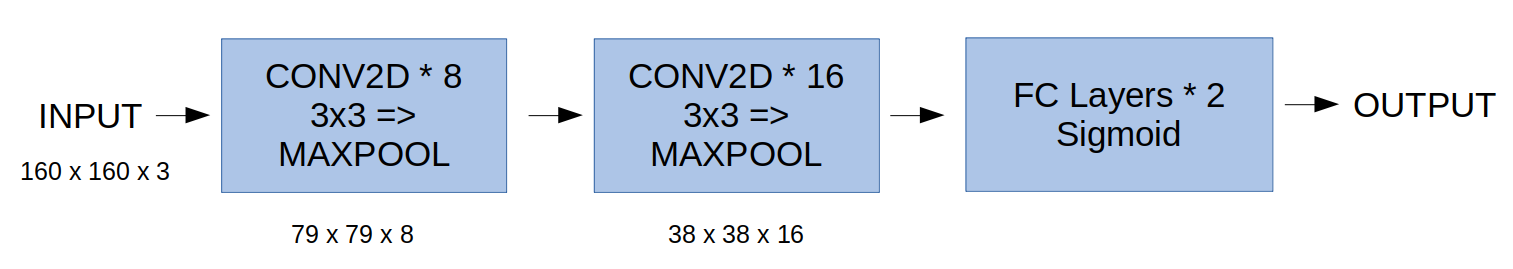 INPUT
160 x 160 x 3
CONV2D * 8
3x3 =>
MAXPOOL
79 x 79 x 8
CONV2D * 16
3x3 =>
MAXPOOL
38 x 38 x 16
FC Layers * 2
Sigmoid
OUTPUT